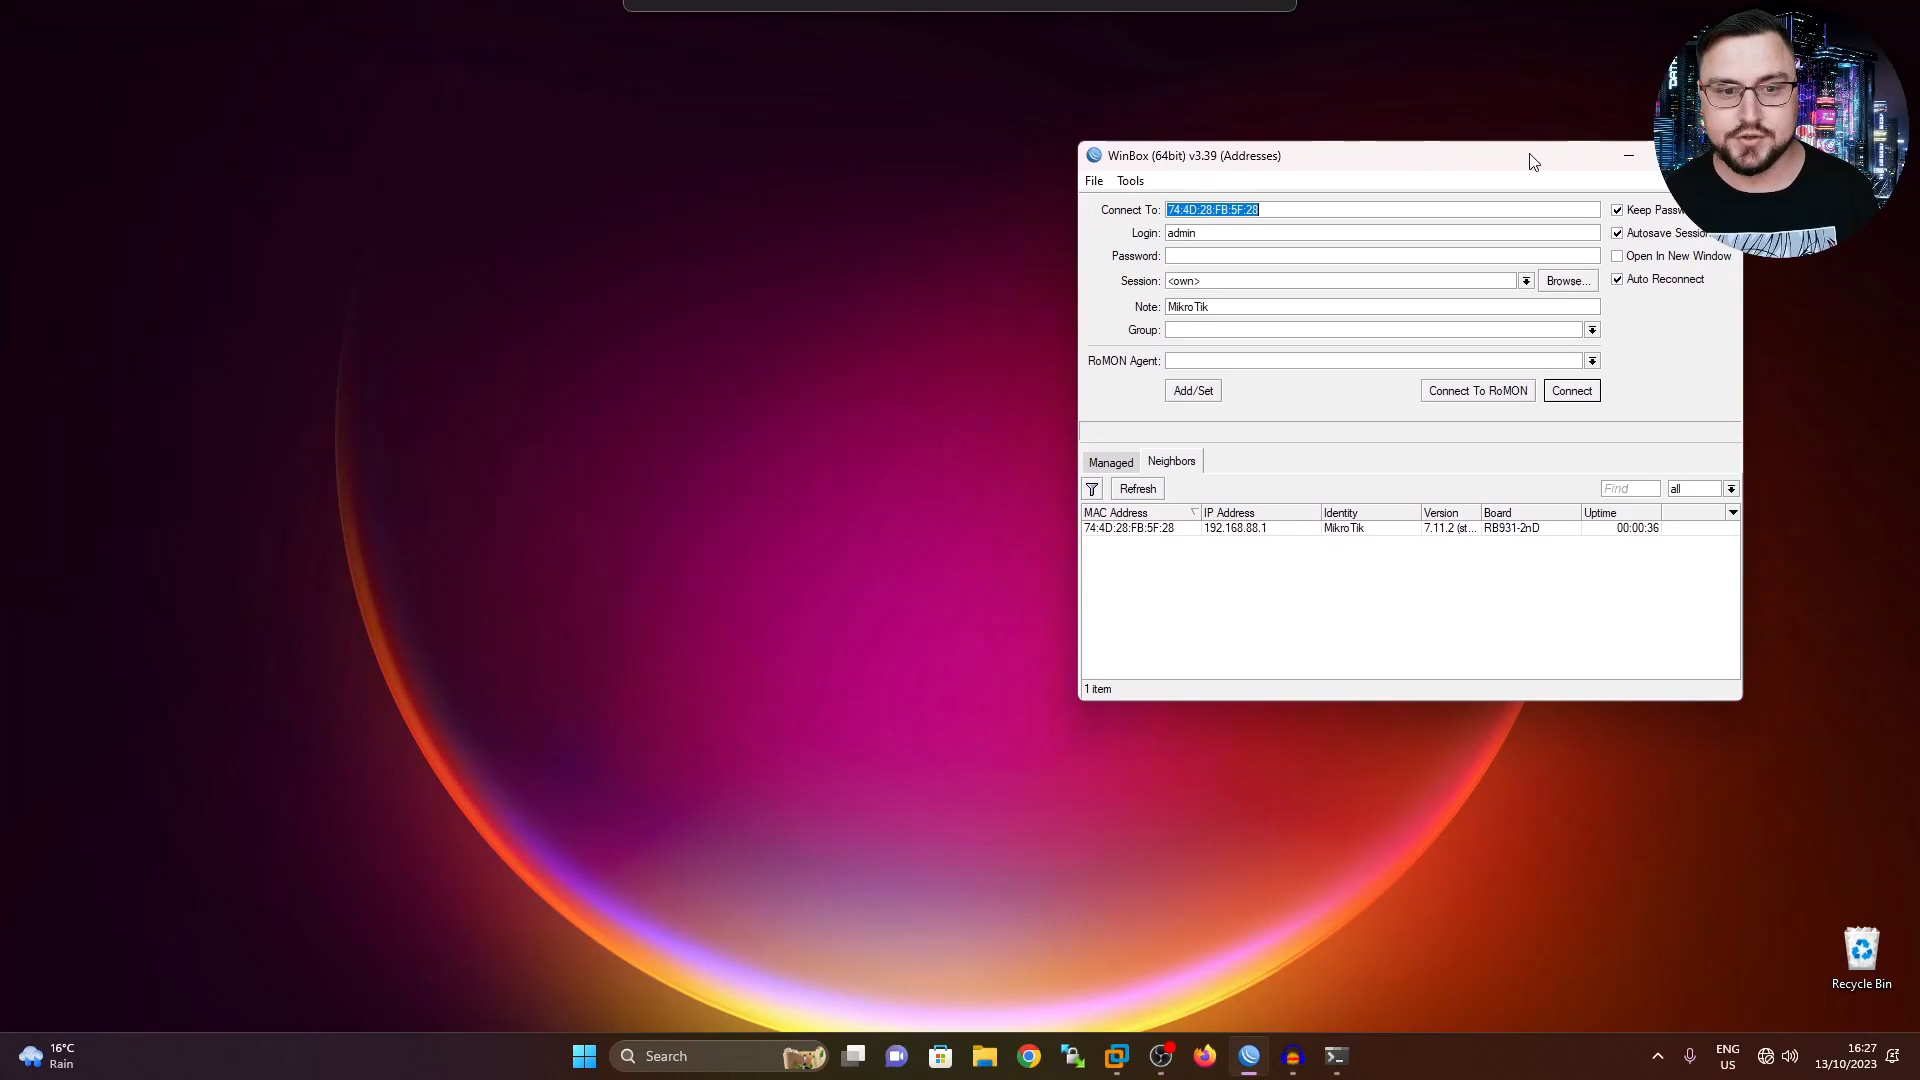 WinBox (64bit) v3.39 (Addresses)
File Tools
Connect To: 74:4D:28:FB:5F:28
Keep Passw
Login: admin
Autosave Session
Password:
Open In New Window
Session: <own> Browse...
Auto Reconnect
Note: MikroTik
Group:
RoMON Agent:
Add/Set Connect To RoMON Connect
Managed Neighbors
Refresh Find all
MAC Address IP Address Identity Version Board Uptime
74:4D:28:FB:5F:28 192.168.88.1 MikroTik 7.11.2 (st... RB931-2nD 00:00:36
1 item
Recycle Bin
16°C
Rain
Search
ENG
US
16:27
13/10/2023